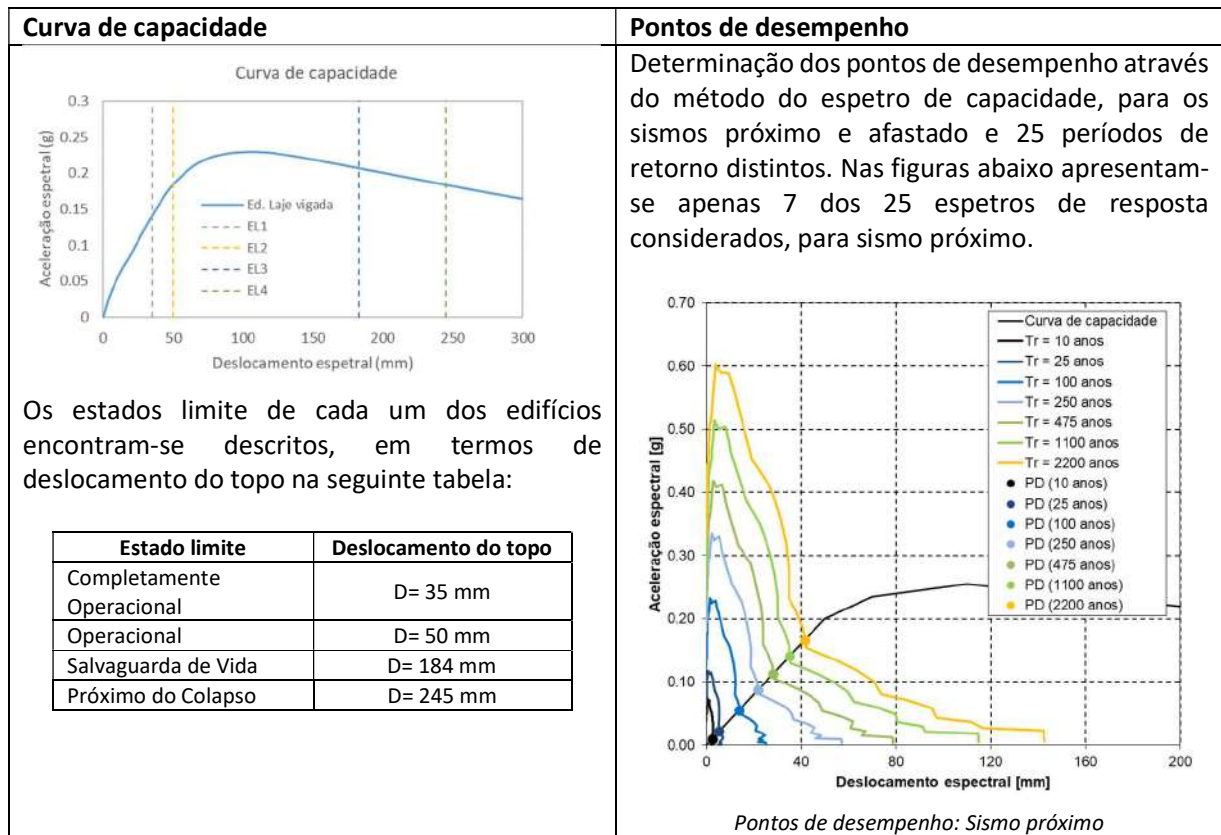 Curva de capacidade
Curva de capacidade
0.3
0.25
0.2
0.15
0.1
0.05
0
Aceleração espetral (g)
Ed. Laje vigada
EL1
EL2
EL3
EL4
0 50 100 150 200 250 300
Deslocamento espetral (mm)
Os estados limite de cada um dos edifícios
encontram-se descritos, em termos de
deslocamento do topo na seguinte tabela:
Estado limite Deslocamento do topo
Completamente
Operacional D= 35 mm
Operacional D= 50 mm
Salvaguarda de Vida D= 184 mm
Próximo do Colapso D= 245 mm
Pontos de desempenho
Determinação dos pontos de desempenho através
do método do espetro de capacidade, para os
sismos próximo e afastado e 25 períodos de
retorno distintos. Nas figuras abaixo apresentam-
se apenas 7 dos 25 espetros de resposta
considerados, para sismo próximo.
0.70
0.60
0.50
0.40
0.30
0.20
0.10
0.00
Aceleração espectral [g]
Curva de capacidade
Tr = 10 anos
Tr = 25 anos
Tr = 100 anos
Tr = 250 anos
Tr = 475 anos
Tr = 1100 anos
Tr = 2200 anos
PD (10 anos)
PD (25 anos)
PD (100 anos)
PD (250 anos)
PD (475 anos)
PD (1100 anos)
PD (2200 anos)
0 40 80 120 160 200
Deslocamento espectral [mm]
Pontos de desempenho: Sismo próximo